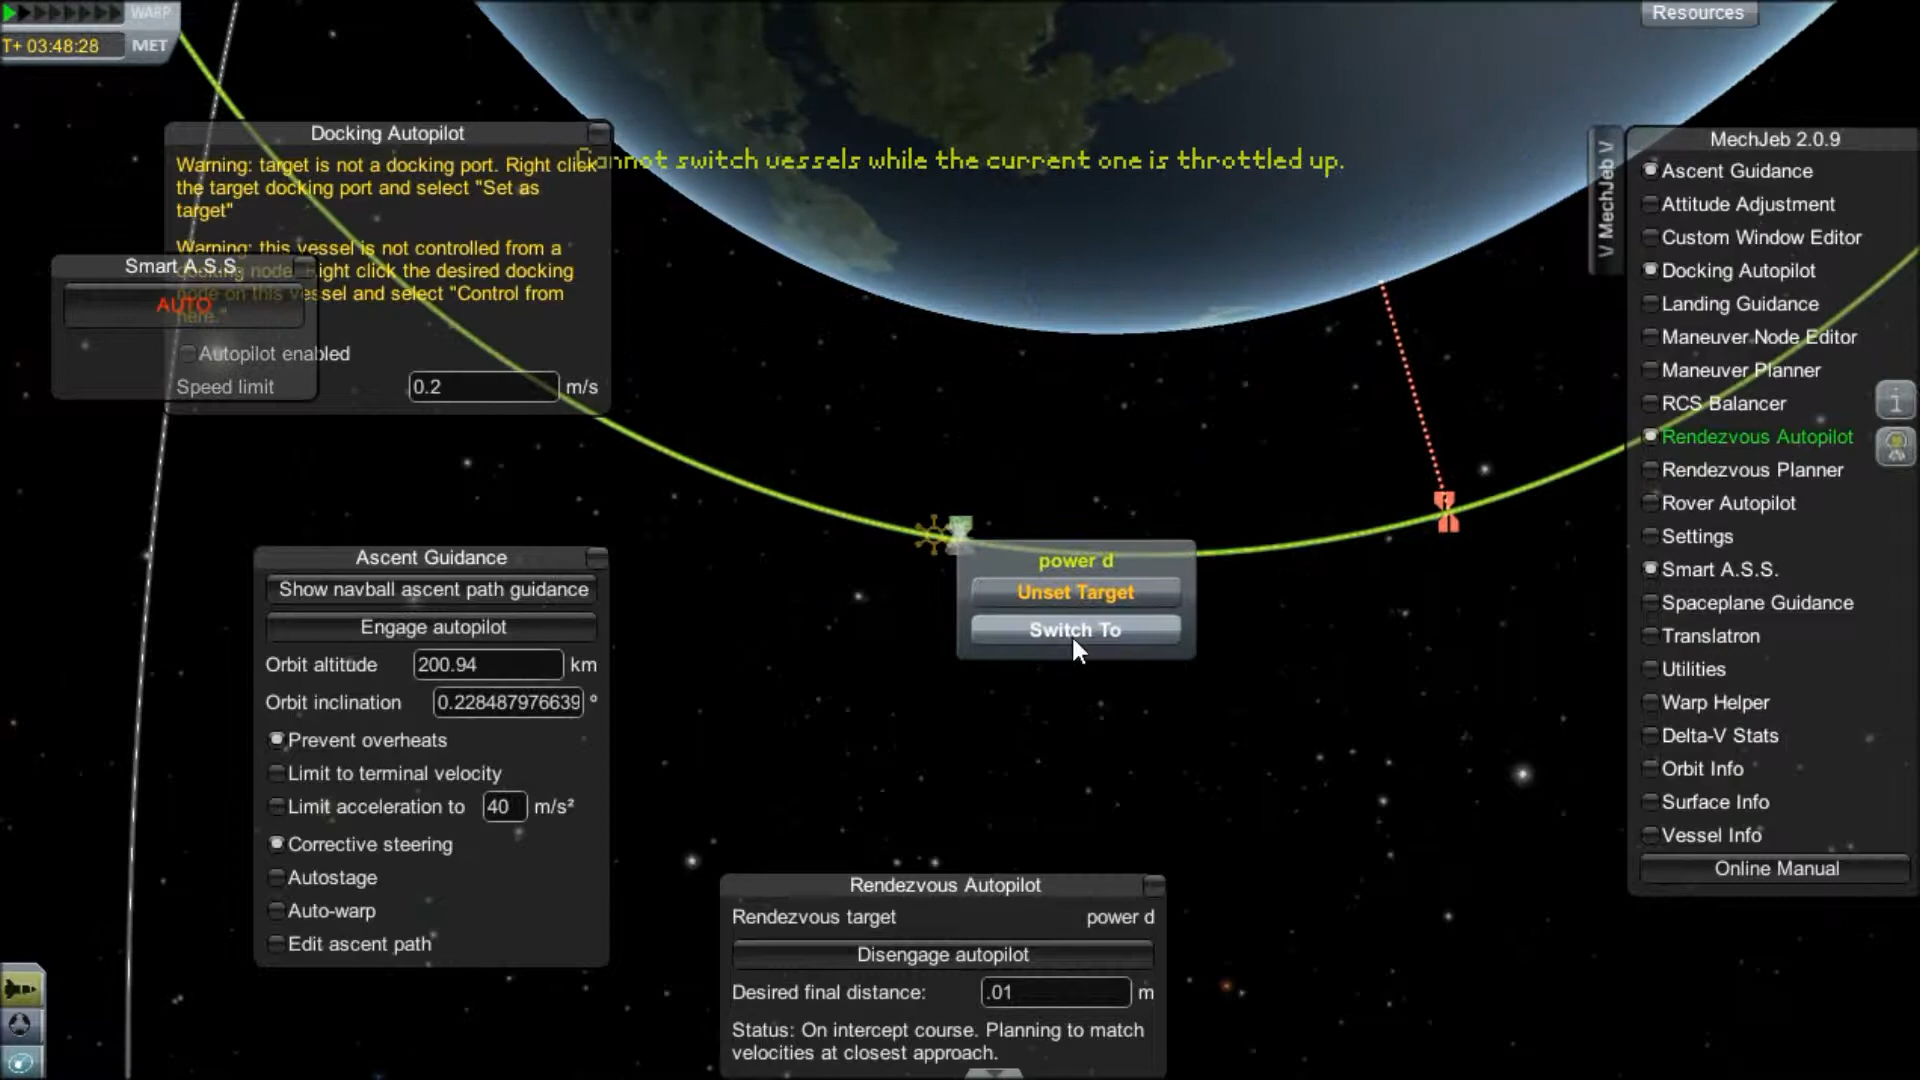 WARP
T+ 03:48:28
MET
Resources
Docking Autopilot
Warning: target is not a docking port. Right click
the target docking port and select "Set as
target"
Warning: this vessel is not controlled from a
docking node. Right click the desired docking
node on this vessel and select "Control from
here."
Autopilot enabled
Speed limit
0.2
m/s
Cannot switch vessels while the current one is throttled up.
Smart A.S.S.
AUTO
Ascent Guidance
Show navball ascent path guidance
Engage autopilot
Orbit altitude
200.94
km
Orbit inclination
0.228487976639
°
Prevent overheats
Limit to terminal velocity
Limit acceleration to
40
m/s²
Corrective steering
Autostage
Auto-warp
Edit ascent path
power d
Unset Target
Switch To
Rendezvous Autopilot
Rendezvous target
power d
Disengage autopilot
Desired final distance:
.01
m
Status: On intercept course. Planning to match
velocities at closest approach.
V MechJeb V
MechJeb 2.0.9
Ascent Guidance
Attitude Adjustment
Custom Window Editor
Docking Autopilot
Landing Guidance
Maneuver Node Editor
Maneuver Planner
RCS Balancer
Rendezvous Autopilot
Rendezvous Planner
Rover Autopilot
Settings
Smart A.S.S.
Spaceplane Guidance
Translatron
Utilities
Warp Helper
Delta-V Stats
Orbit Info
Surface Info
Vessel Info
Online Manual
i